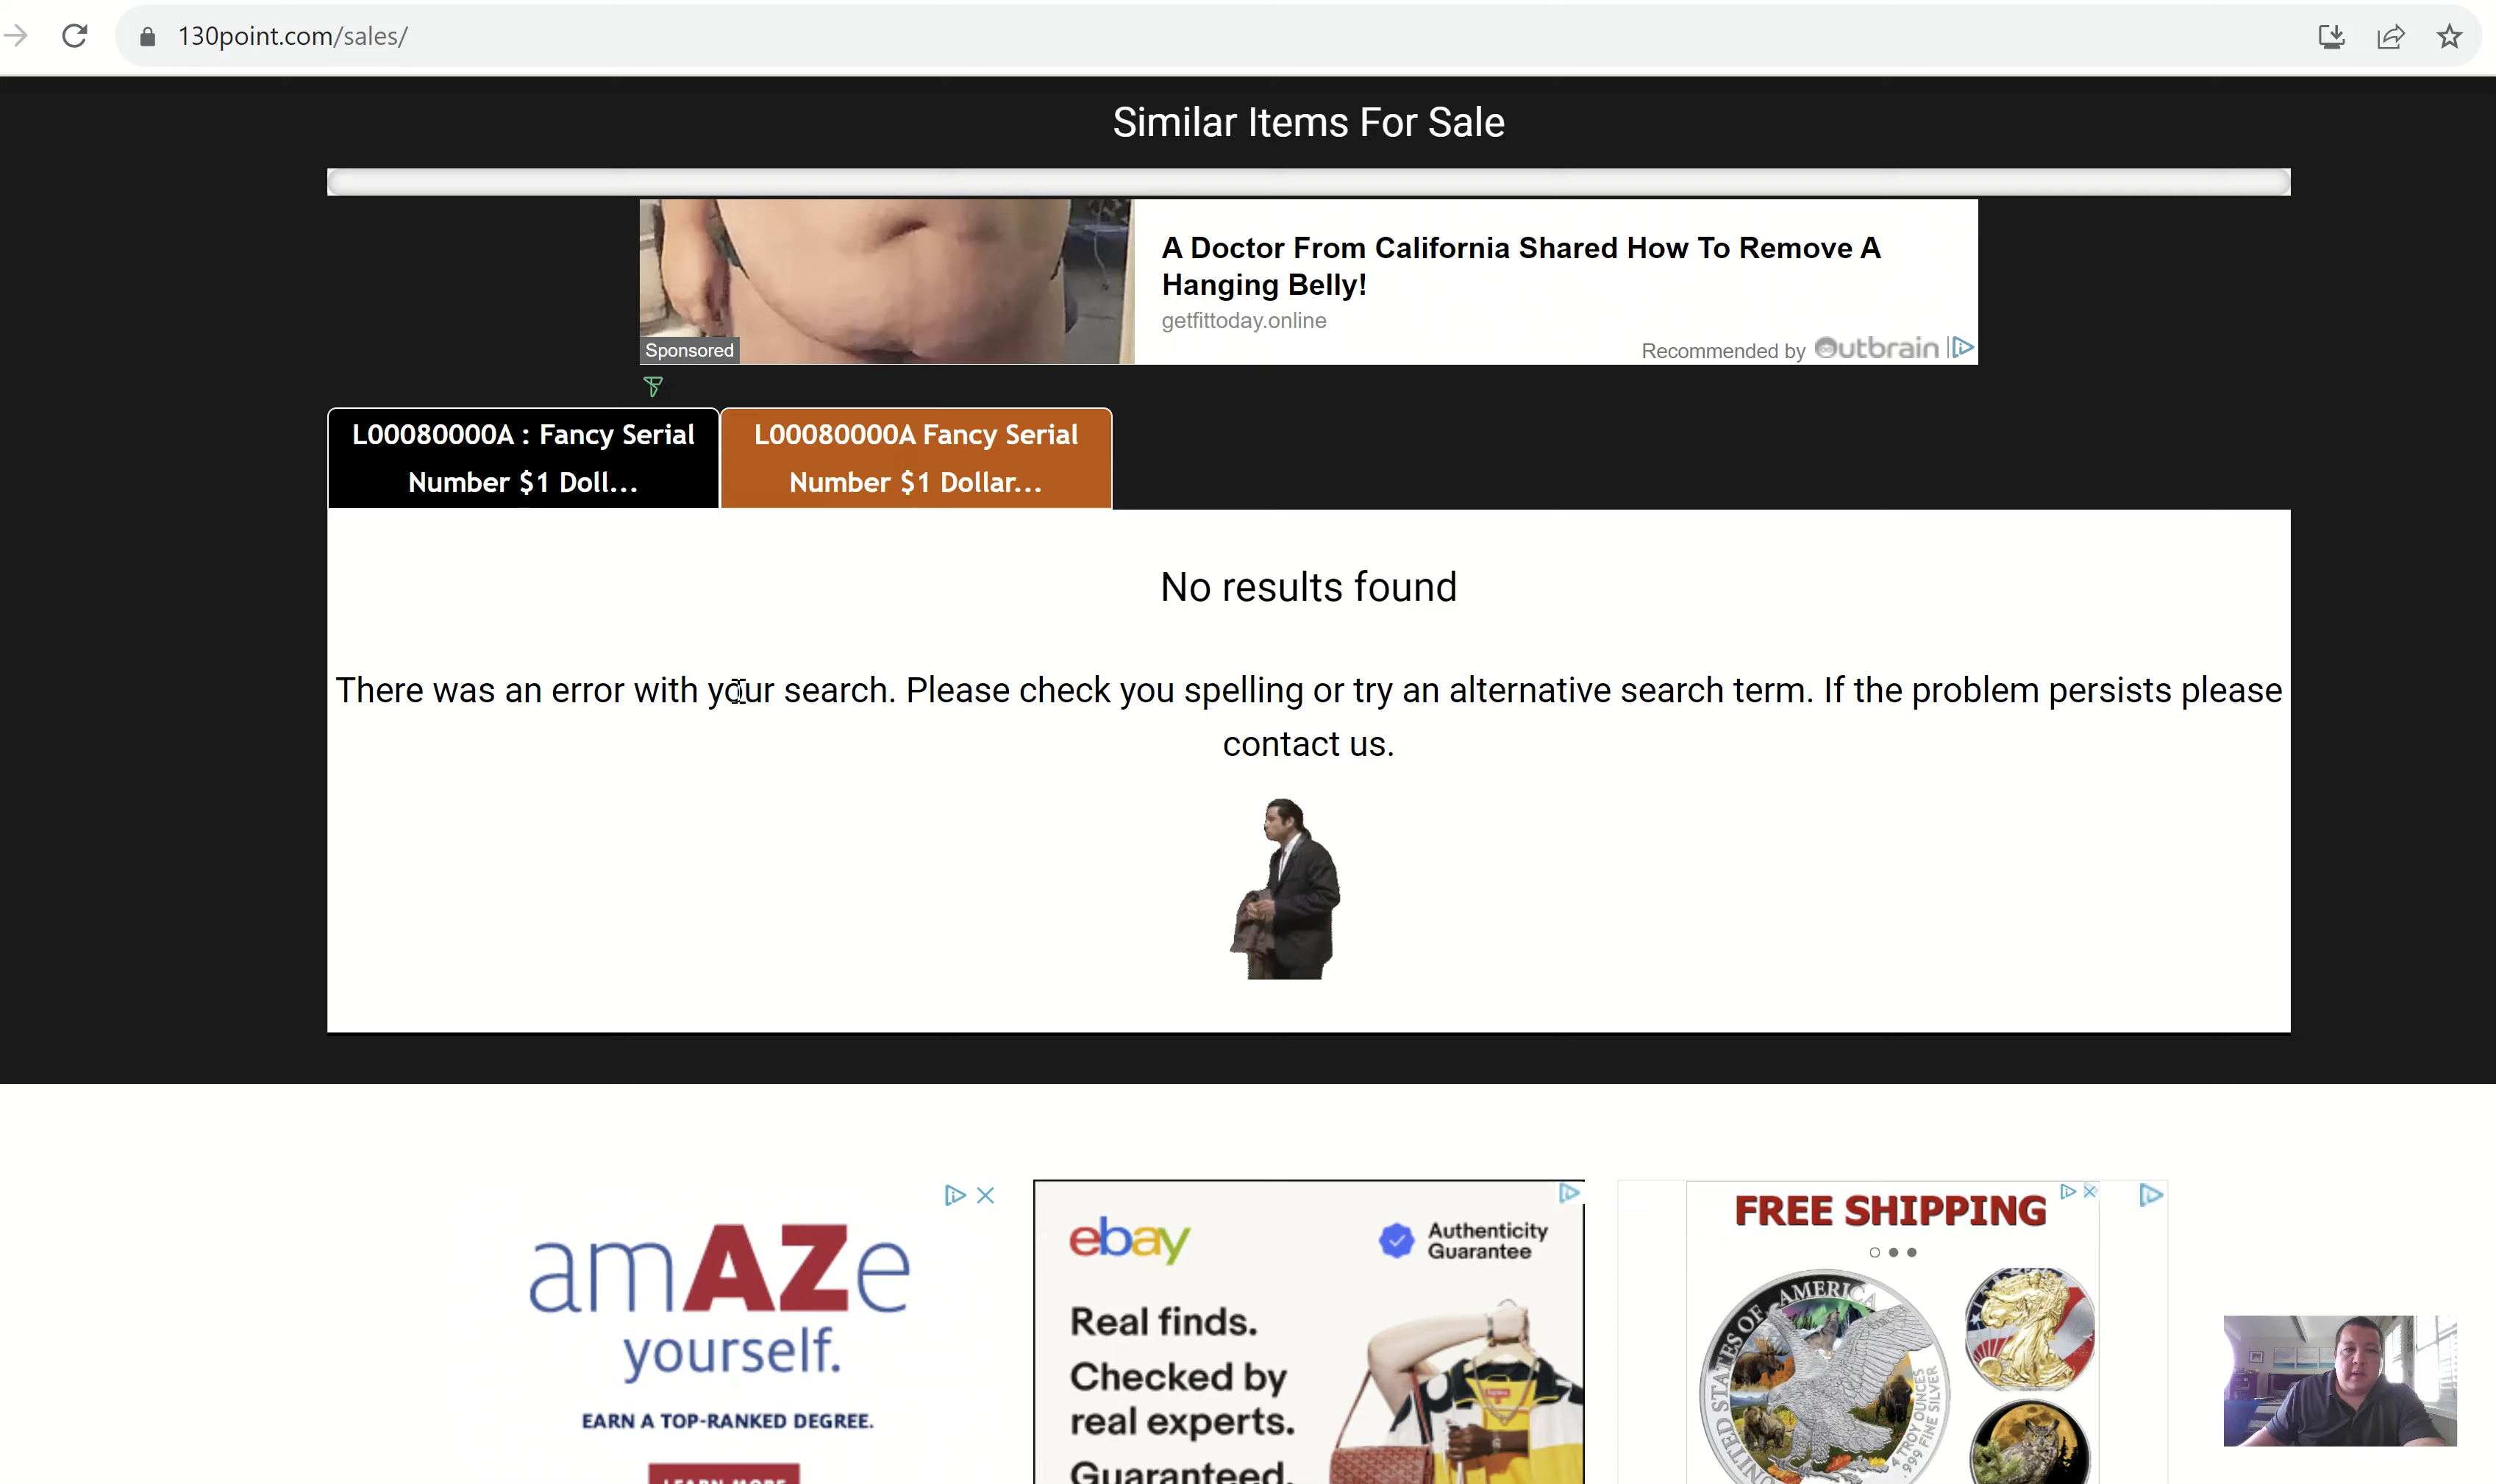 130point.com/sales/
Similar Items For Sale
A Doctor From California Shared How To Remove A
Hanging Belly!
getfittoday.online
Sponsored
Recommended by Outbrain
L00080000A : Fancy Serial
Number $1 Doll...
L00080000A Fancy Serial
Number $1 Dollar...
No results found
There was an error with your search. Please check you spelling or try an alternative search term. If the problem persists please
contact us.
amAZe
yourself.
EARN A TOP-RANKED DEGREE.
LEARN MORE
ebay
Authenticity
Guarantee
Real finds.
Checked by
real experts.
Guaranteed.
FREE SHIPPING
UNITED STATES OF AMERICA
4 TROY OUNCES
.999 FINE SILVER